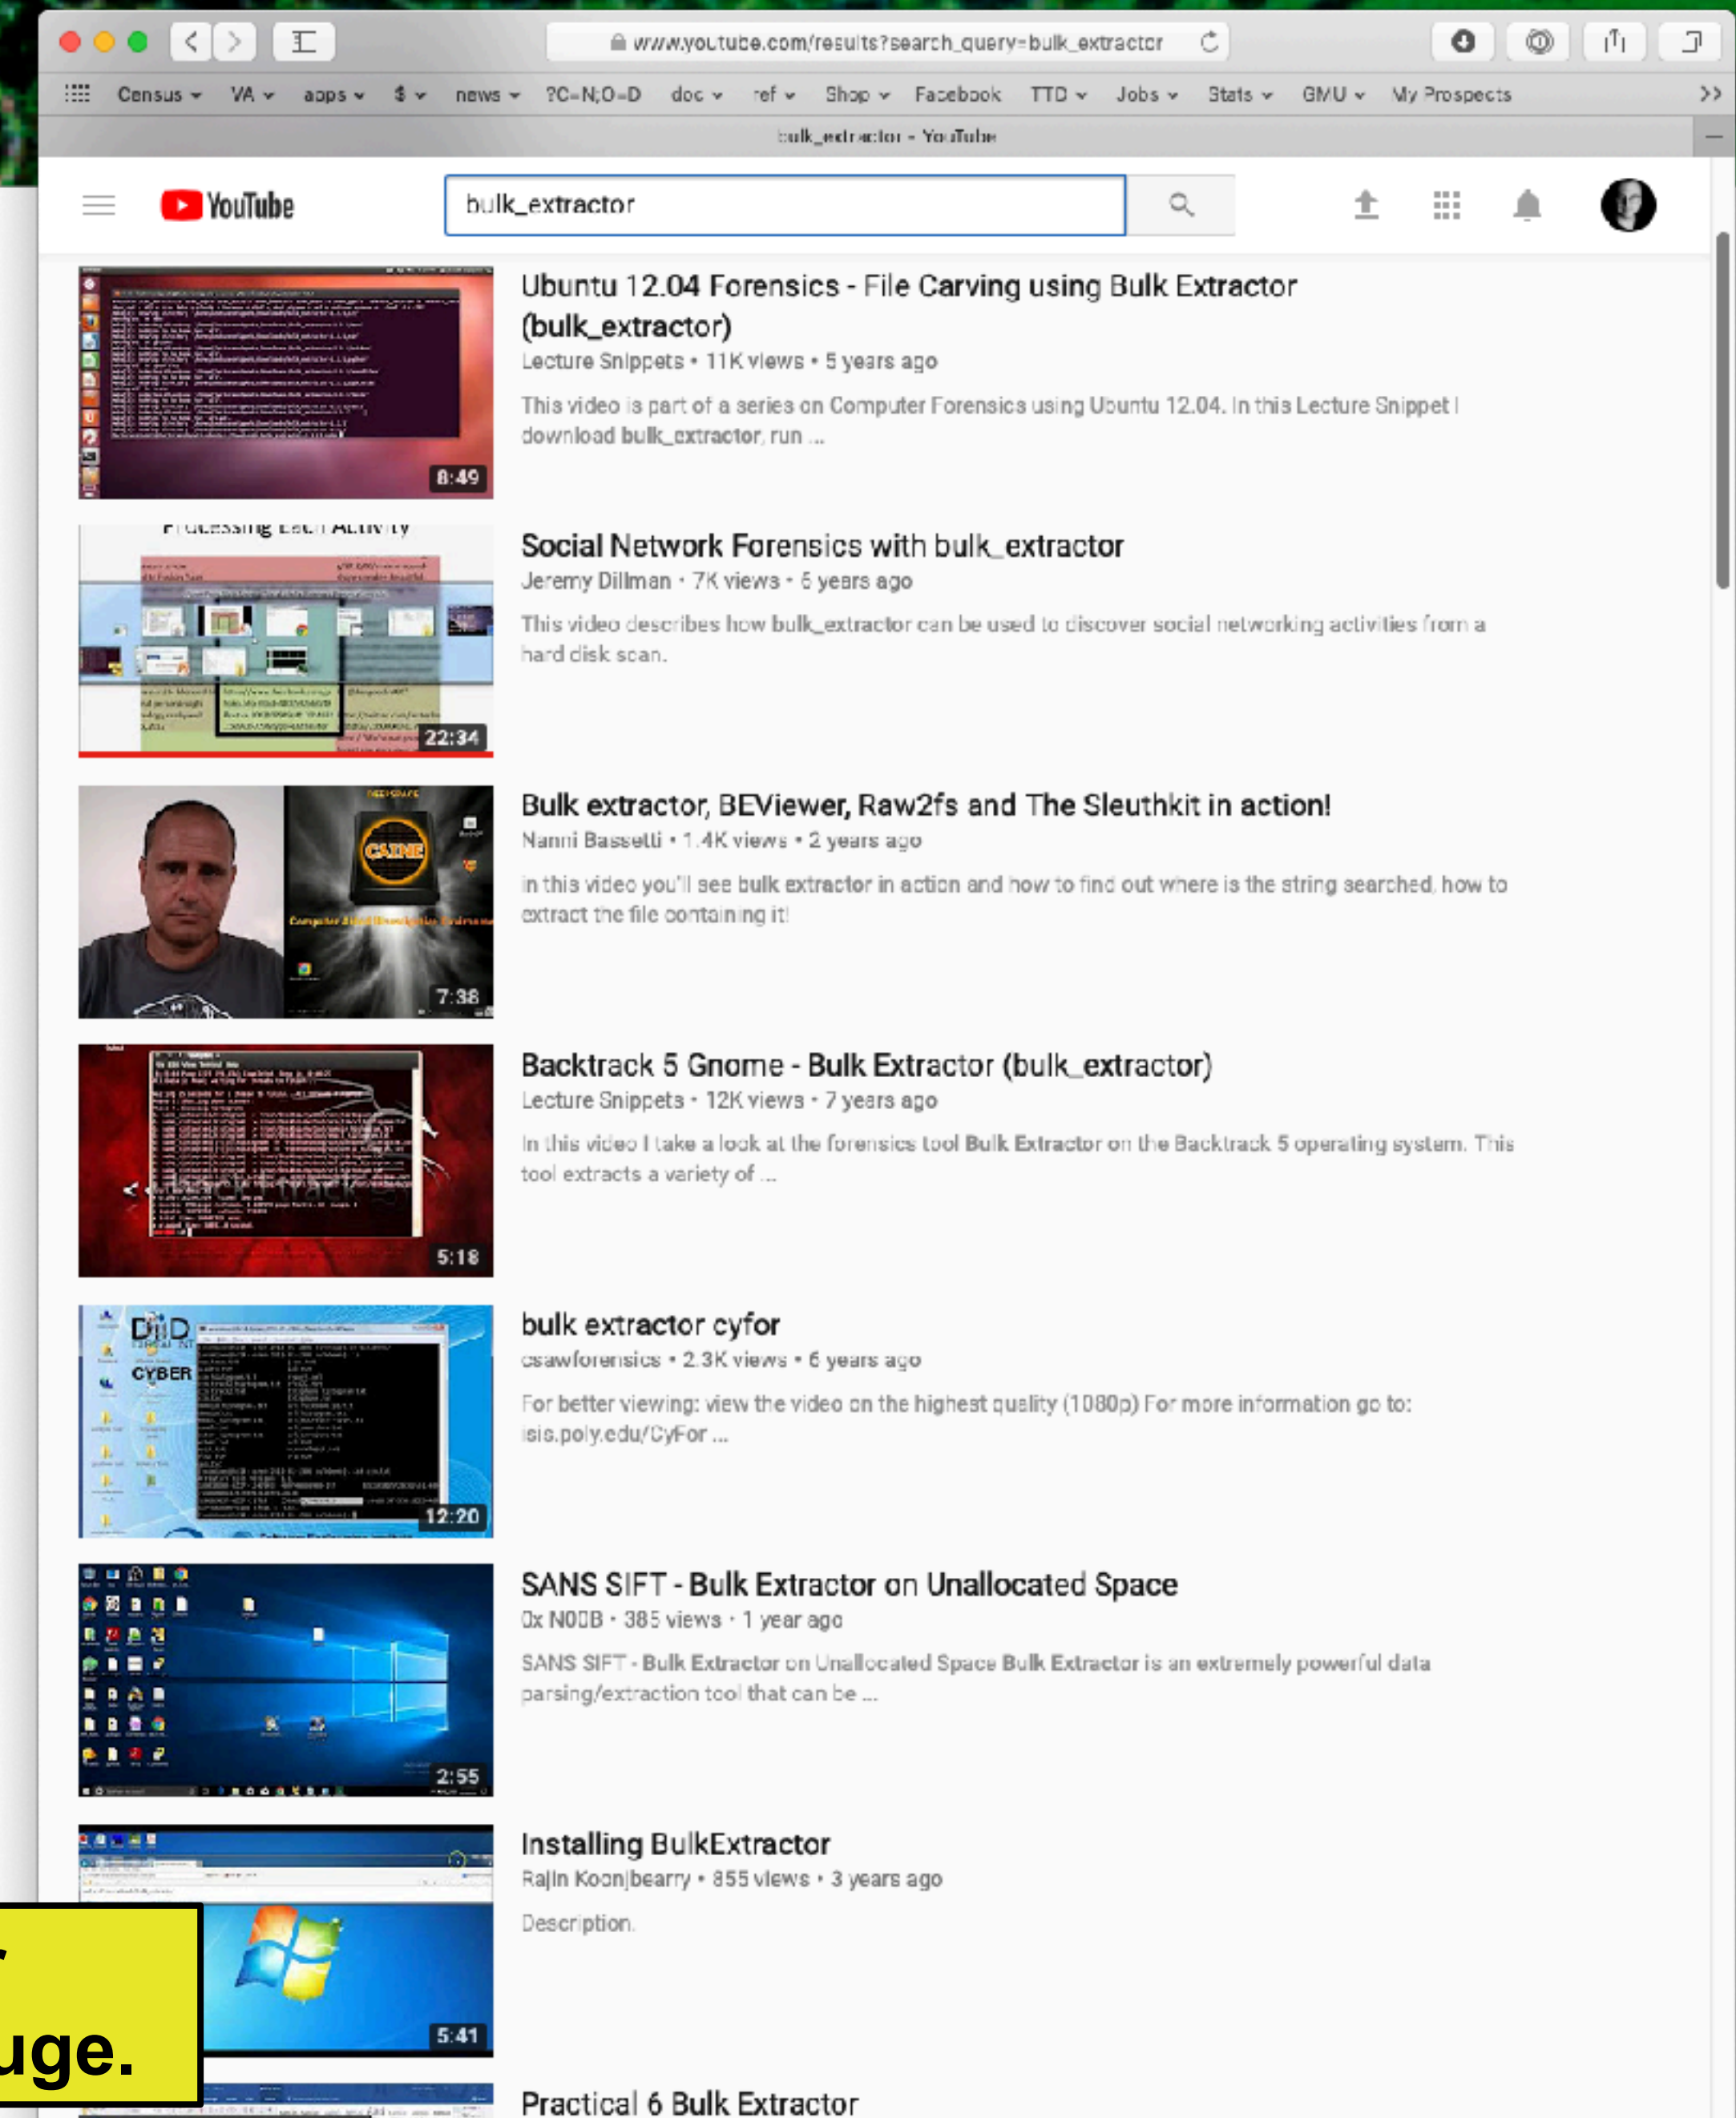 www.youtube.com/results?search_query=bulk_extractor
Census VA apps $ news ?C=N;O=D doc ref Shop Facebook TTD Jobs Stats GMU My Prospects >>
bulk_extractor - YouTube
YouTube
bulk_extractor
Ubuntu 12.04 Forensics - File Carving using Bulk Extractor
(bulk_extractor)
Lecture Snippets • 11K views • 5 years ago
This video is part of a series on Computer Forensics using Ubuntu 12.04. In this Lecture Snippet I
download bulk_extractor, run ...
8:49
Processing Each Activity
Social Network Forensics with bulk_extractor
Jeremy Dillman • 7K views • 6 years ago
This video describes how bulk_extractor can be used to discover social networking activities from a
hard disk scan.
22:34
Bulk extractor, BEViewer, Raw2fs and The Sleuthkit in action!
Nanni Bassetti • 1.4K views • 2 years ago
in this video you'll see bulk extractor in action and how to find out where is the string searched, how to
extract the file containing it!
CAINE
7:38
Backtrack 5 Gnome - Bulk Extractor (bulk_extractor)
Lecture Snippets • 12K views • 7 years ago
In this video I take a look at the forensics tool Bulk Extractor on the Backtrack 5 operating system. This
tool extracts a variety of ...
5:18
bulk extractor cyfor
csawforensics • 2.3K views • 6 years ago
For better viewing: view the video on the highest quality (1080p) For more information go to:
isis.poly.edu/CyFor ...
CYBER
12:20
SANS SIFT - Bulk Extractor on Unallocated Space
0x N00B • 385 views • 1 year ago
SANS SIFT - Bulk Extractor on Unallocated Space Bulk Extractor is an extremely powerful data
parsing/extraction tool that can be ...
2:55
Installing BulkExtractor
Rajin Koonjbearry • 855 views • 3 years ago
Description.
5:41
uge.
Practical 6 Bulk Extractor